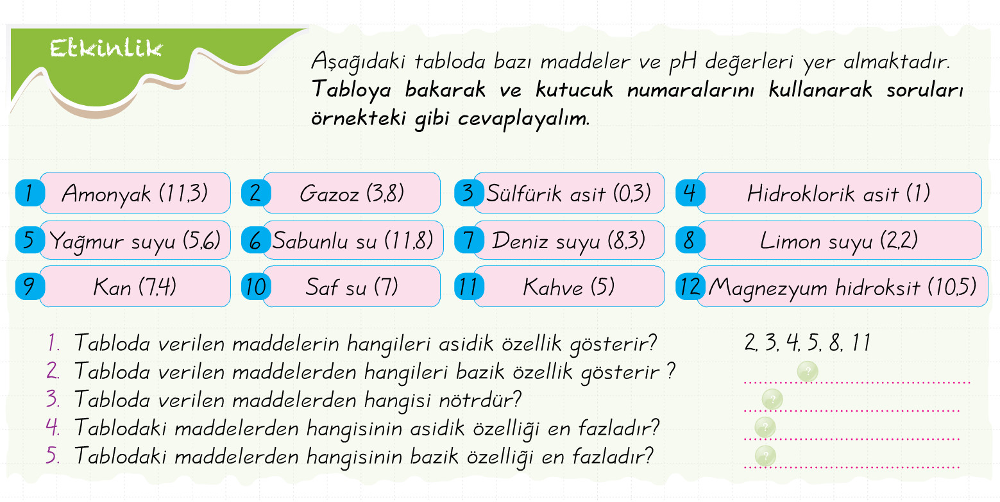 Etkinlik
Aşağıdaki tabloda bazı maddeler ve pH değerleri yer almaktadır.
Tabloya bakarak ve kutucuk numaralarını kullanarak soruları
örnekteki gibi cevaplayalım.
1 Amonyak (11,3) 2 Gazoz (3,8) 3 Sülfürik asit (0,3) 4 Hidroklorik asit (1)
5 Yağmur suyu (5,6) 6 Sabunlu su (11,8) 7 Deniz suyu (8,3) 8 Limon suyu (2,2)
9 Kan (7,4) 10 Saf su (7) 11 Kahve (5) 12 Magnezyum hidroksit (10,5)
1. Tabloda verilen maddelerin hangileri asidik özellik gösterir? 2, 3, 4, 5, 8, 11
2. Tabloda verilen maddelerden hangileri bazik özellik gösterir ? ?
3. Tabloda verilen maddelerden hangisi nötrdür? ?
4. Tablodaki maddelerden hangisinin asidik özelliği en fazladır? ?
5. Tablodaki maddelerden hangisinin bazik özelliği en fazladır? ?